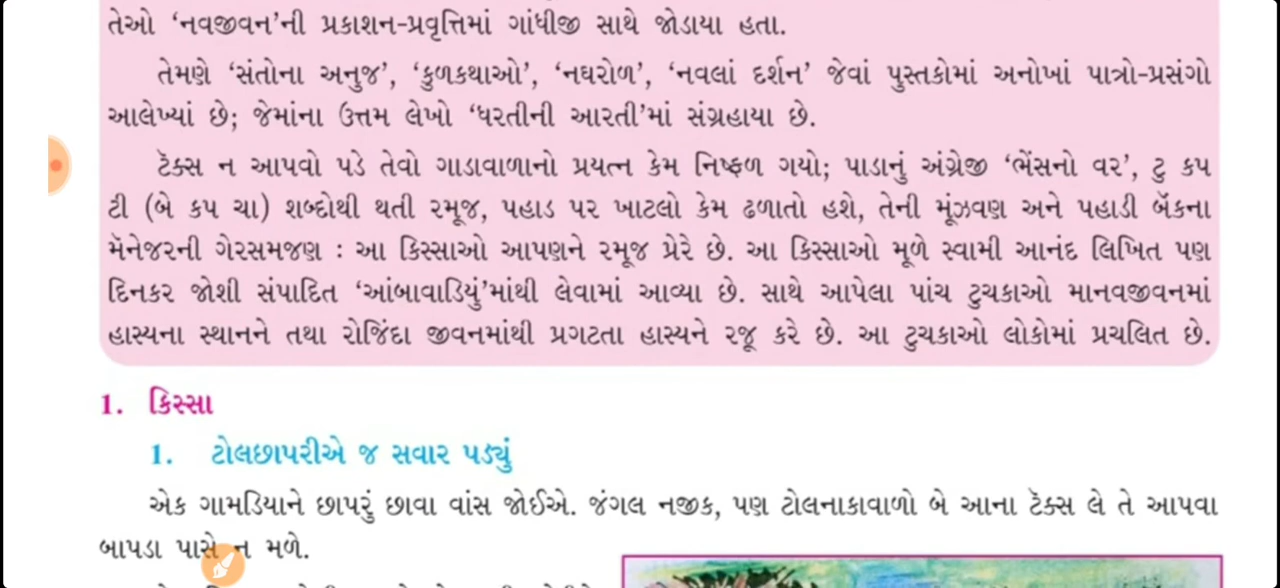 તેઓ ‘નવજીવન’ની પ્રકાશન-પ્રવૃત્તિમાં ગાંધીજી સાથે જોડાયા હતા.
તેમણે ‘સંતોના અનુજ’, ‘કુળકથાઓ’, ‘નઘરોળ’, ‘નવલાં દર્શન’ જેવાં પુસ્તકોમાં અનોખાં પાત્રો-પ્રસંગો
આલેખ્યાં છે; જેમાંના ઉત્તમ લેખો ‘ધરતીની આરતી’માં સંગ્રહાયા છે.
ટૅક્સ ન આપવો પડે તેવો ગાડાવાળાનો પ્રયત્ન કેમ નિષ્ફળ ગયો; પાડાનું અંગ્રેજી ‘ભેંસનો વર’, ટુ કપ
ટી (બે કપ ચા) શબ્દોથી થતી રમૂજ, પહાડ પર ખાટલો કેમ ઢળાતો હશે, તેની મૂંઝવણ અને પહાડી બૅંકના
મૅનેજરની ગેરસમજણ : આ કિસ્સાઓ આપણને રમૂજ પ્રેરે છે. આ કિસ્સાઓ મૂળે સ્વામી આનંદ લિખિત પણ
દિનકર જોશી સંપાદિત ‘આંબાવાડિયું’માંથી લેવામાં આવ્યા છે. સાથે આપેલા પાંચ ટુચકાઓ માનવજીવનમાં
હાસ્યના સ્થાનને તથા રોજિંદા જીવનમાંથી પ્રગટતા હાસ્યને રજૂ કરે છે. આ ટુચકાઓ લોકોમાં પ્રચલિત છે.
1. કિસ્સા
1. ટોલછાપરીએ જ સવાર પડ્યું
એક ગામડિયાને છાપરું છાવા વાંસ જોઈએ. જંગલ નજીક, પણ ટોલનાકાવાળો બે આના ટૅક્સ લે તે આપવા
બાપડા પાસે ન મળે.